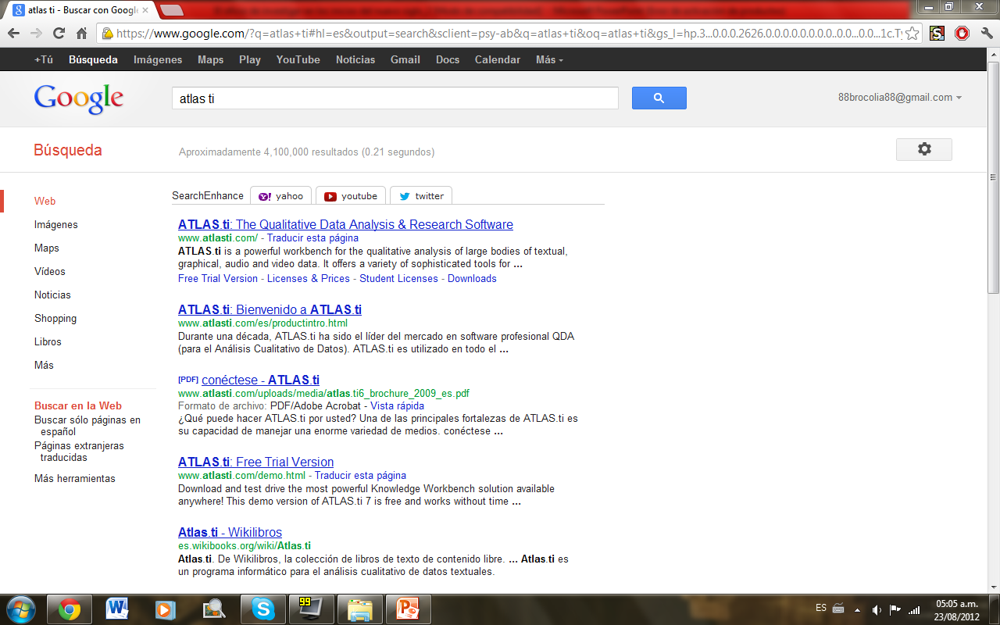 atlas ti - Buscar con Google
https://www.google.com/?q=atlas+ti#hl=es&output=search&sclient=psy-ab&q=atlas+ti&oq=atlas+ti&gs_l=hp.3...0.0.0.2626.0.0.0.0.0.0.0.0..0.0...0.0...1c.Ty
+Tú Búsqueda Imágenes Maps Play YouTube Noticias Gmail Docs Calendar Más
Google
atlas ti
88brocolia88@gmail.com
Búsqueda
Aproximadamente 4,100,000 resultados (0.21 segundos)
Web
Imágenes
Maps
Vídeos
Noticias
Shopping
Libros
Más
Buscar en la Web
Buscar sólo páginas en
español
Páginas extranjeras
traducidas
Más herramientas
SearchEnhance yahoo youtube twitter
ATLAS.ti: The Qualitative Data Analysis & Research Software
www.atlasti.com/ - Traducir esta página
ATLAS.ti is a powerful workbench for the qualitative analysis of large bodies of textual,
graphical, audio and video data. It offers a variety of sophisticated tools for ...
Free Trial Version - Licenses & Prices - Student Licenses - Downloads
ATLAS.ti: Bienvenido a ATLAS.ti
www.atlasti.com/es/productintro.html
Durante una década, ATLAS.ti ha sido el líder del mercado en software profesional QDA
(para el Análisis Cualitativo de Datos). ATLAS.ti es utilizado en todo el ...
[PDF] conéctese - ATLAS.ti
www.atlasti.com/uploads/media/atlas.ti6_brochure_2009_es.pdf
Formato de archivo: PDF/Adobe Acrobat - Vista rápida
¿Qué puede hacer ATLAS.ti por usted? Una de las principales fortalezas de ATLAS.ti es
su capacidad de manejar una enorme variedad de medios. conéctese ...
ATLAS.ti: Free Trial Version
www.atlasti.com/demo.html - Traducir esta página
Download and test drive the most powerful Knowledge Workbench solution available
anywhere! This demo version of ATLAS.ti 7 is free and works without time ...
Atlas.ti - Wikilibros
es.wikibooks.org/wiki/Atlas.ti
Atlas.ti. De Wikilibros, la colección de libros de texto de contenido libre. ... Atlas.ti es
un programa informático para el análisis cualitativo de datos textuales.
99
ES
05:05 a.m.
23/08/2012